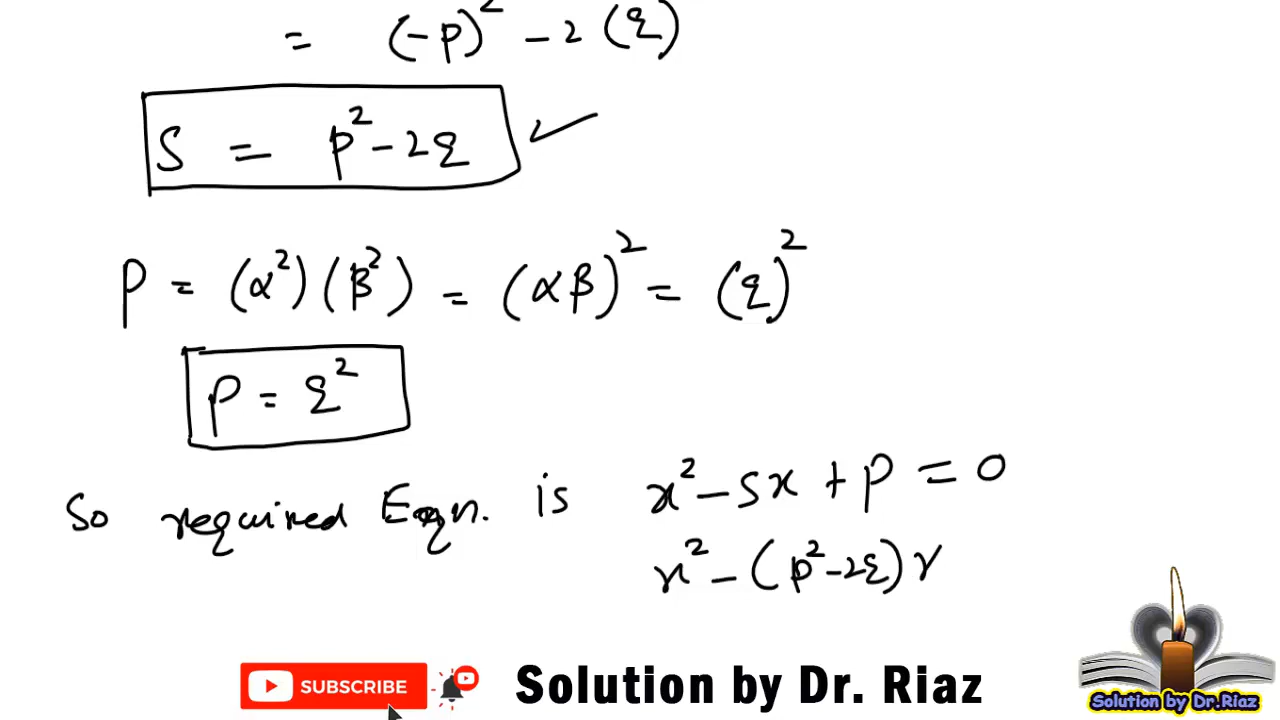 = (-p)² - 2(q)
S = p² - 2q ✓
P = (α²)(β²) = (αβ)² = (q)²
P = q²
So required Eqn. is x² - Sx + P = 0
x² - (p² - 2q)
SUBSCRIBE
Solution by Dr. Riaz
Solution by Dr.Riaz